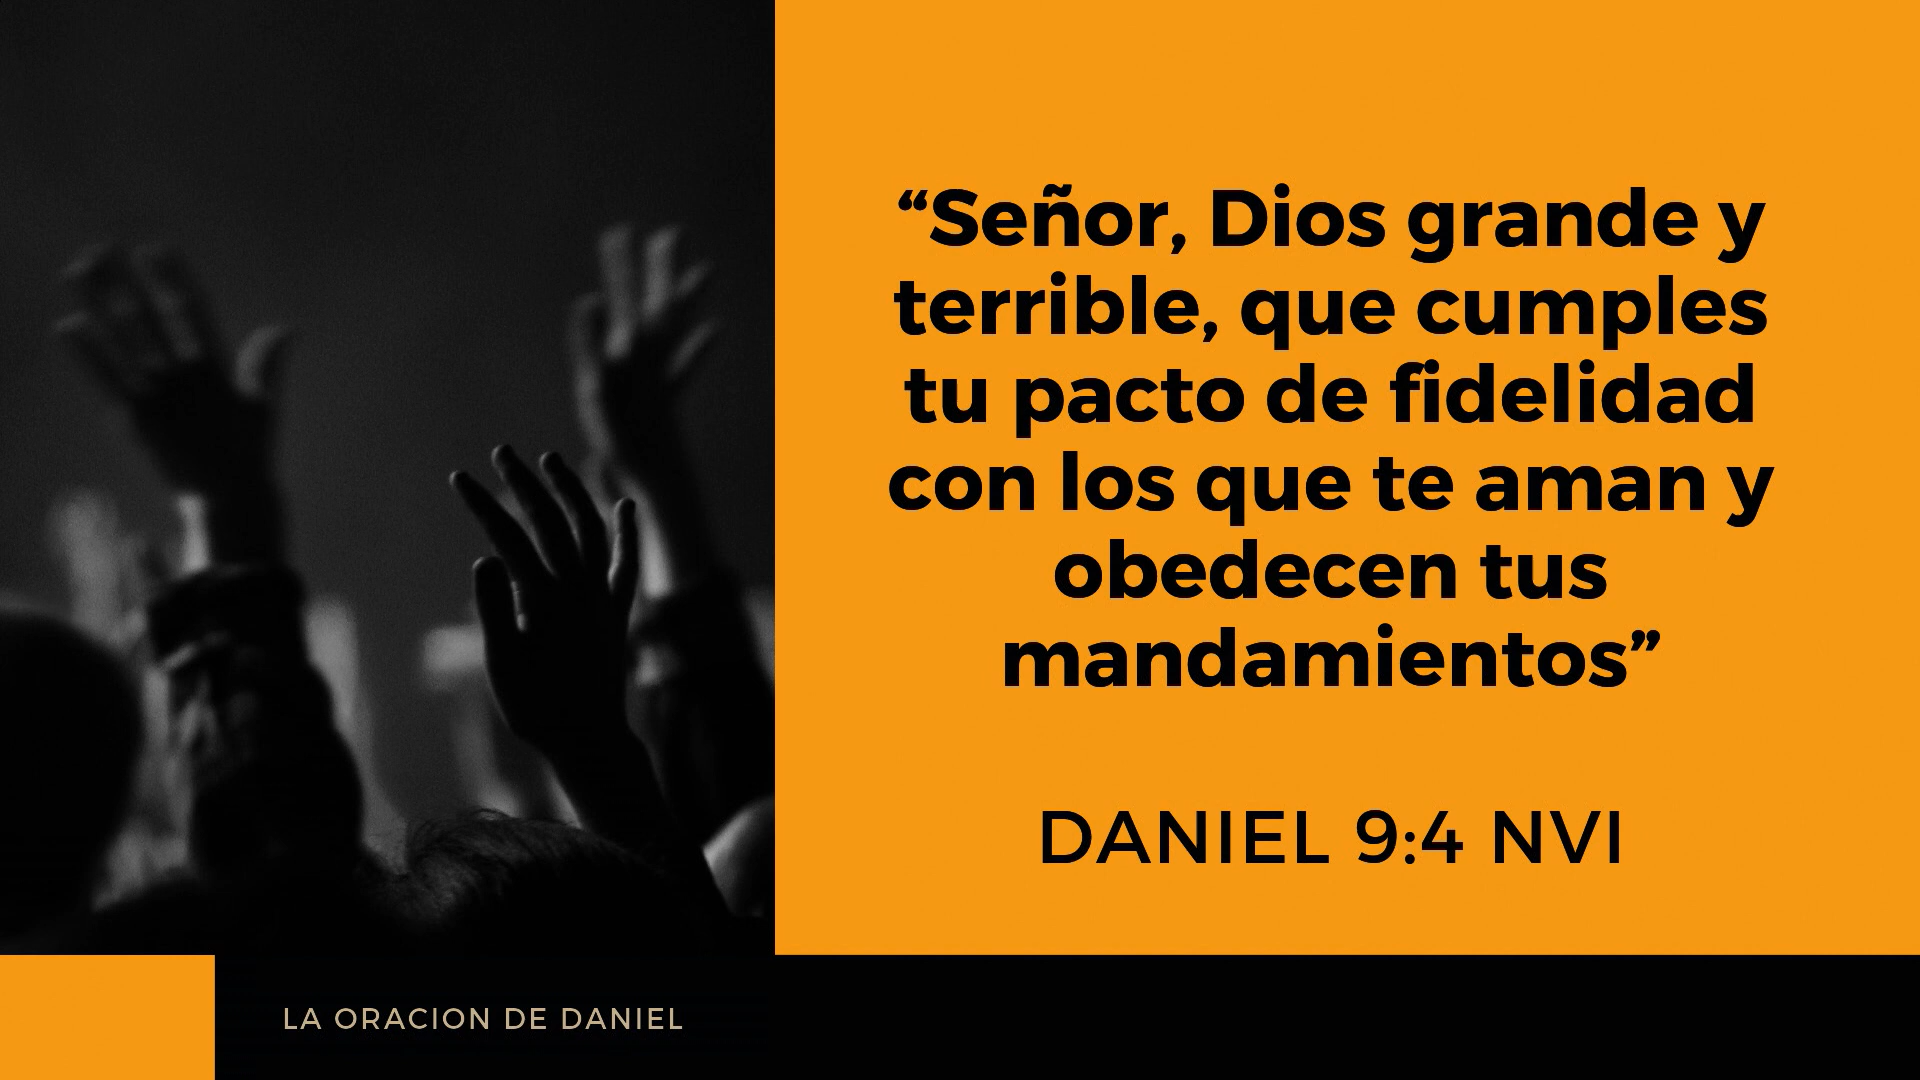 “Señor, Dios grande y
terrible, que cumples
tu pacto de fidelidad
con los que te aman y
obedecen tus
mandamientos”
DANIEL 9:4 NVI
LA ORACION DE DANIEL